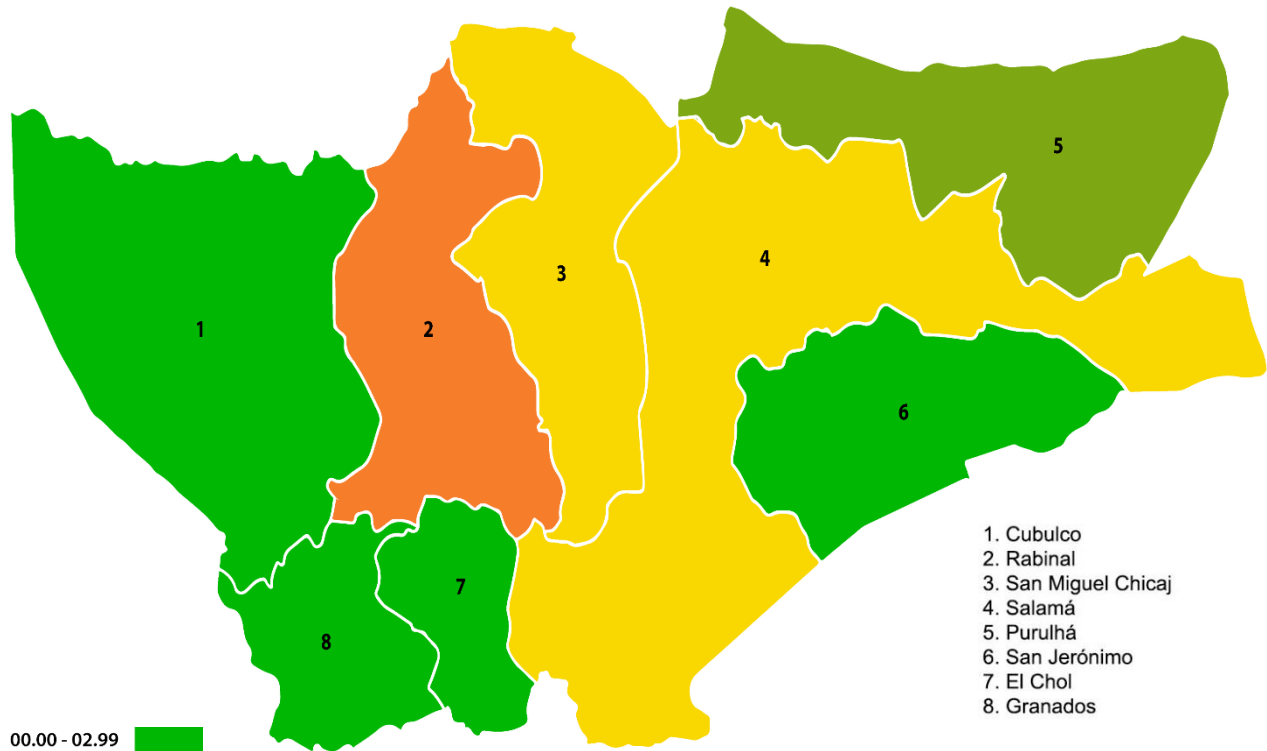 5
4
3
1
2
6
7
8
1. Cubulco
2. Rabinal
3. San Miguel Chicaj
4. Salamá
5. Purulhá
6. San Jerónimo
7. El Chol
8. Granados
00.00 - 02.99